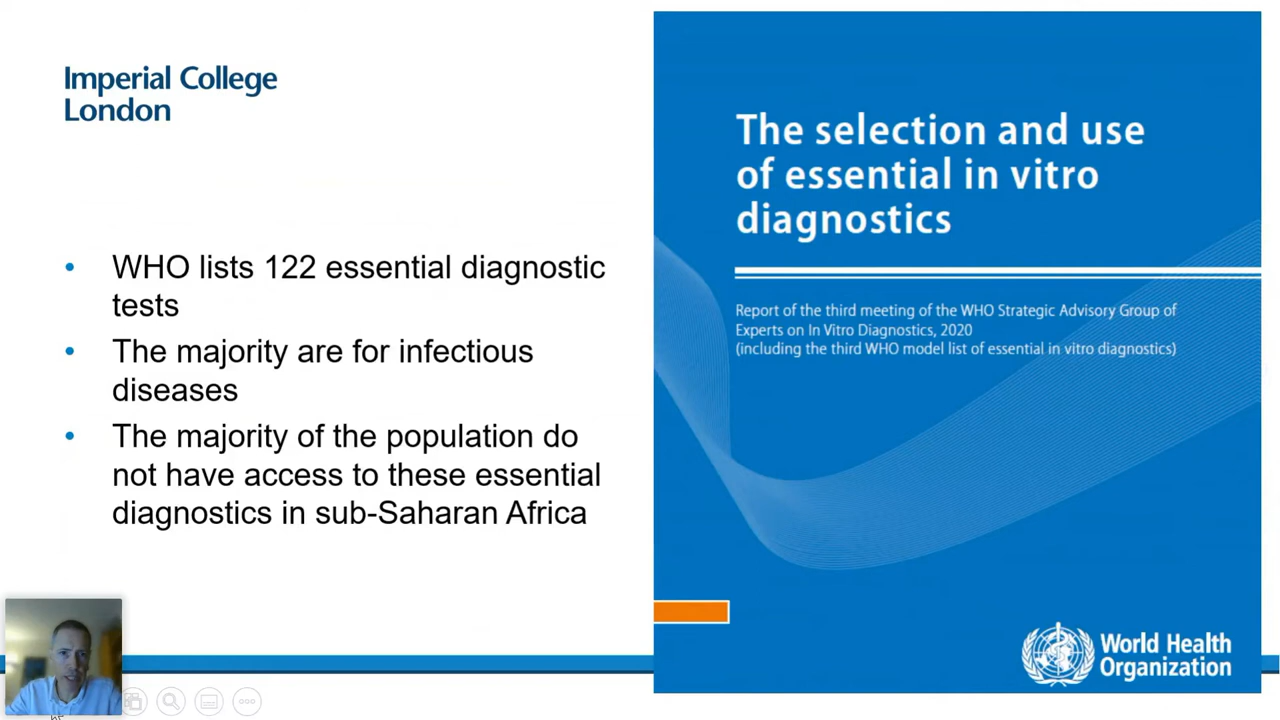 Imperial College
London
• WHO lists 122 essential diagnostic
tests
• The majority are for infectious
diseases
• The majority of the population do
not have access to these essential
diagnostics in sub-Saharan Africa
The selection and use
of essential in vitro
diagnostics
Report of the third meeting of the WHO Strategic Advisory Group of
Experts on In Vitro Diagnostics, 2020
(including the third WHO model list of essential in vitro diagnostics)
World Health
Organization